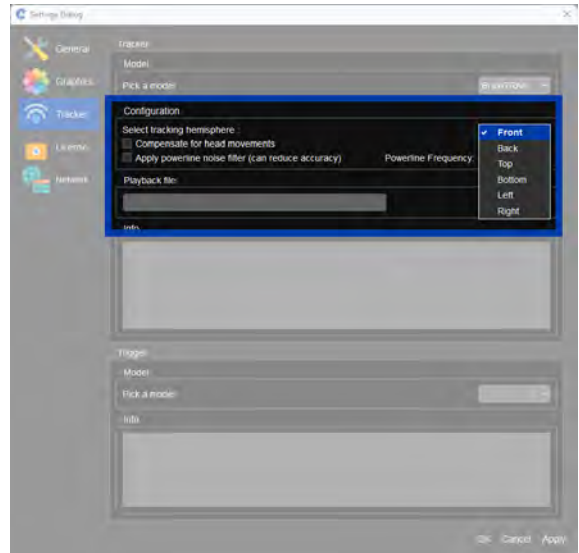 Settings Dialog
General
Graphics
Tracker
License
Network
Tracker
Model
Pick a model
Configuration
Select tracking hemisphere :
Compensate for head movements
Apply powerline noise filter (can reduce accuracy)
Powerline Frequency:
Front
Back
Top
Bottom
Left
Right
Playback file:
Info
Trigger
Model
Pick a model
Info
OK Cancel Apply